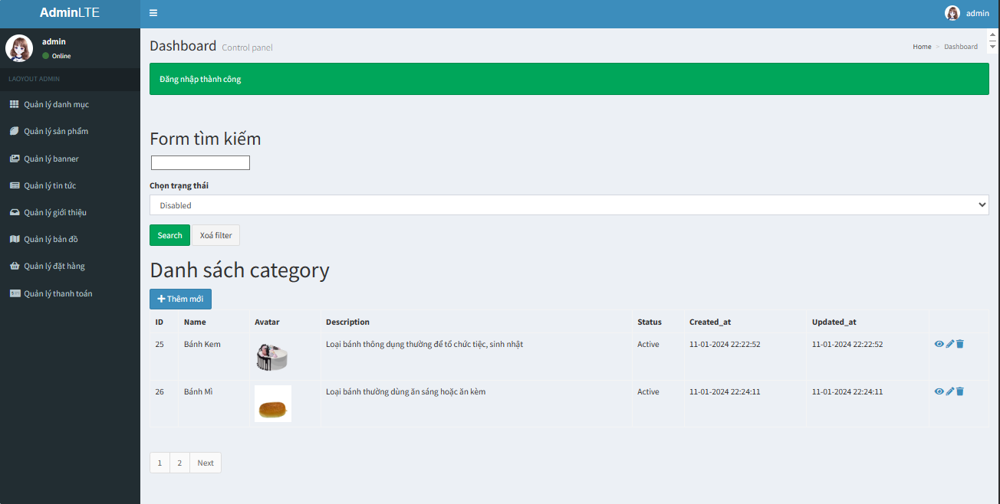 AdminLTE
admin
admin
Online
Dashboard Control panel
Home > Dashboard
LAOYOUT ADMIN
Đăng nhập thành công
Quản lý danh mục
Quản lý sản phẩm
Quản lý banner
Quản lý tin tức
Quản lý giới thiệu
Quản lý bản đồ
Quản lý đặt hàng
Quản lý thanh toán
Form tìm kiếm
Chọn trạng thái
Disabled
Search Xoá filter
Danh sách category
Thêm mới
ID Name Avatar Description Status Created_at Updated_at
25 Bánh Kem Loại bánh thông dụng thường để tổ chức tiệc, sinh nhật Active 11-01-2024 22:22:52 11-01-2024 22:22:52
26 Bánh Mì Loại bánh thường dùng ăn sáng hoặc ăn kèm Active 11-01-2024 22:24:11 11-01-2024 22:24:11
1 2 Next